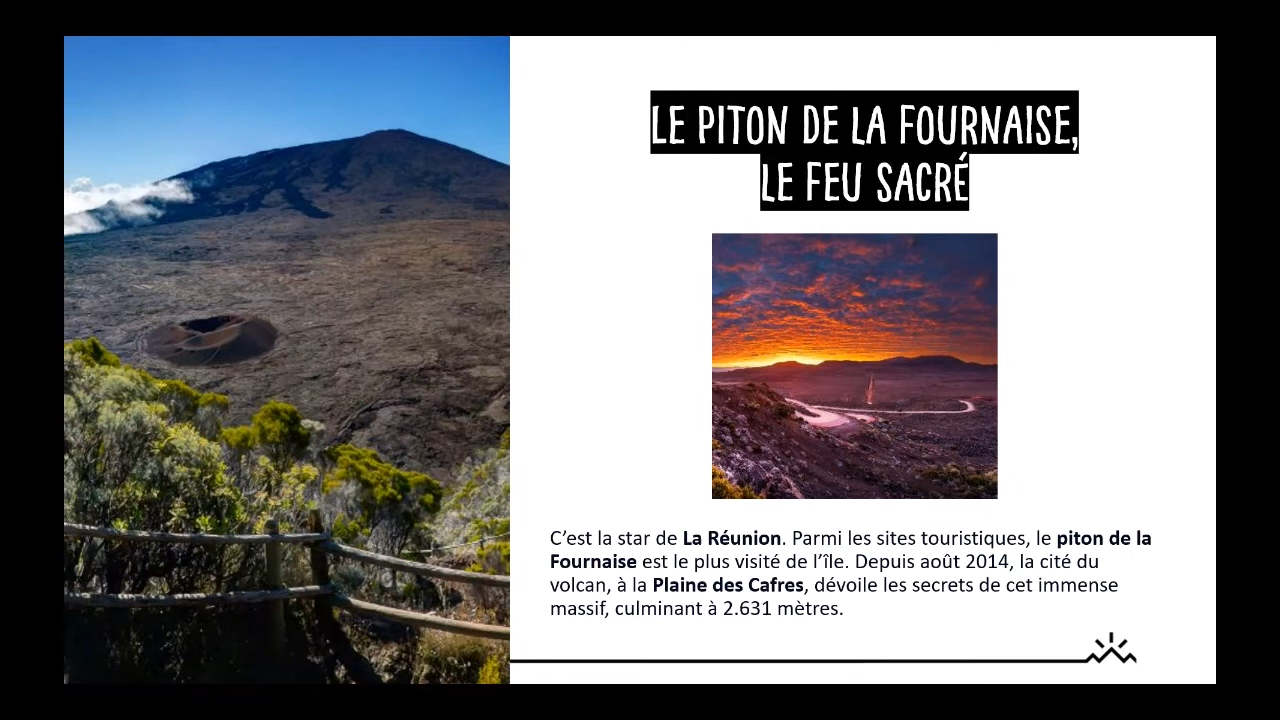 LE PITON DE LA FOURNAISE,
LE FEU SACRÉ
C’est la star de La Réunion. Parmi les sites touristiques, le piton de la
Fournaise est le plus visité de l’île. Depuis août 2014, la cité du
volcan, à la Plaine des Cafres, dévoile les secrets de cet immense
massif, culminant à 2.631 mètres.